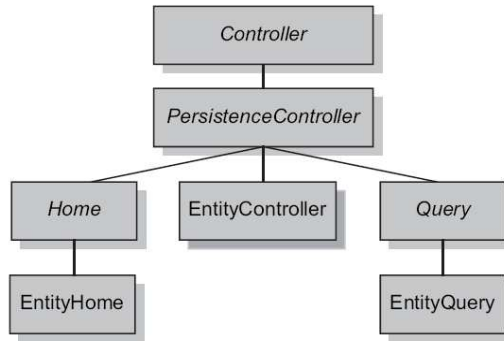 Controller
PersistenceController
Home
EntityController
Query
EntityHome
EntityQuery